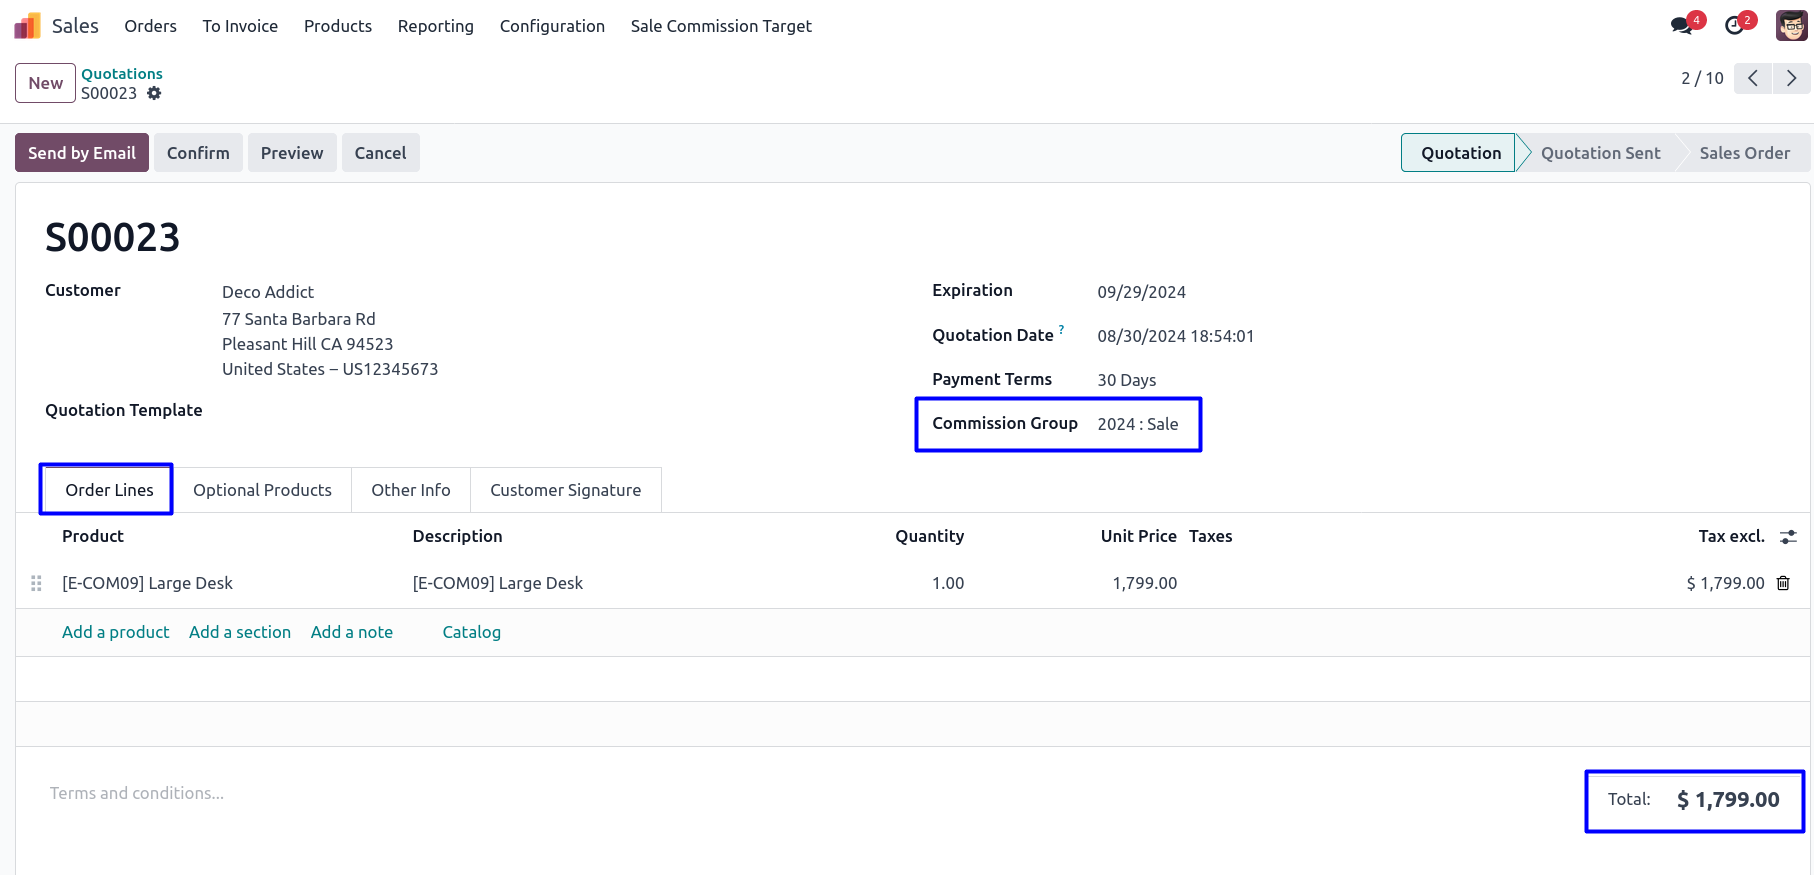 Sales Orders To Invoice Products Reporting Configuration Sale Commission Target 4 2
New Quotations 2 / 10
S00023
Send by Email Confirm Preview Cancel Quotation Quotation Sent Sales Order
S00023
Customer Deco Addict
77 Santa Barbara Rd
Pleasant Hill CA 94523
United States – US12345673
Quotation Template
Expiration 09/29/2024
Quotation Date ? 08/30/2024 18:54:01
Payment Terms 30 Days
Commission Group 2024 : Sale
Order Lines Optional Products Other Info Customer Signature
Product Description Quantity Unit Price Taxes Tax excl.
[E-COM09] Large Desk [E-COM09] Large Desk 1.00 1,799.00 $ 1,799.00
Add a product Add a section Add a note Catalog
Terms and conditions...
Total: $ 1,799.00